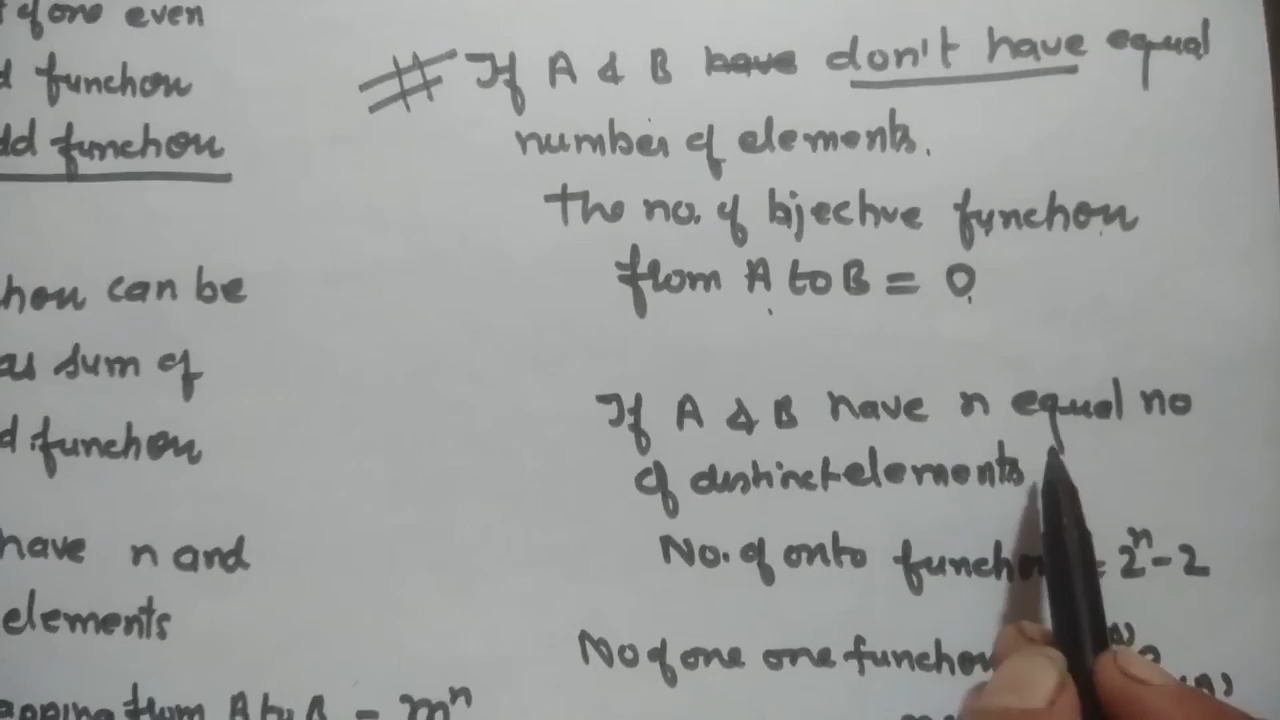 of one even
d function
dd function
tion can be
as sum of
d function
have n and
elements
apping from A to B = mⁿ
# If A & B have don't have equal
number of elements.
The no. of bijective function
from A to B = 0
If A & B have n equal no
of distinct elements
No. of onto function = 2ⁿ - 2
No of one one function